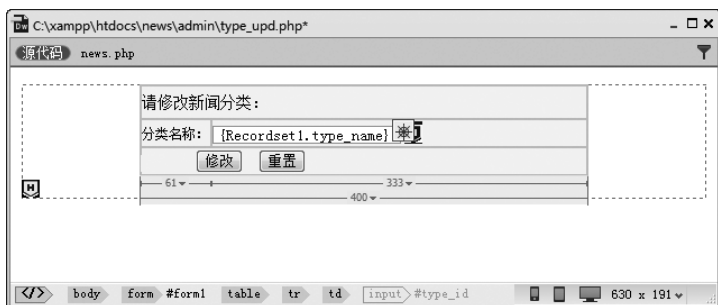 Dw C:\xampp\htdocs\news\admin\type_upd.php*
源代码 news.php
请修改新闻分类：
分类名称： {Recordset1.type_name}
修改 重置
61 333
400
H
</> body form #form1 table tr td input #type_id 630 x 191